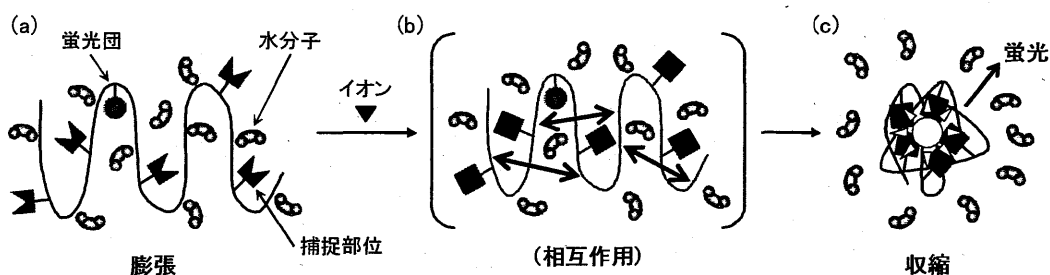 (a)
蛍光団
水分子
イオン
捕捉部位
膨張
(b)
(相互作用)
(c)
蛍光
収縮